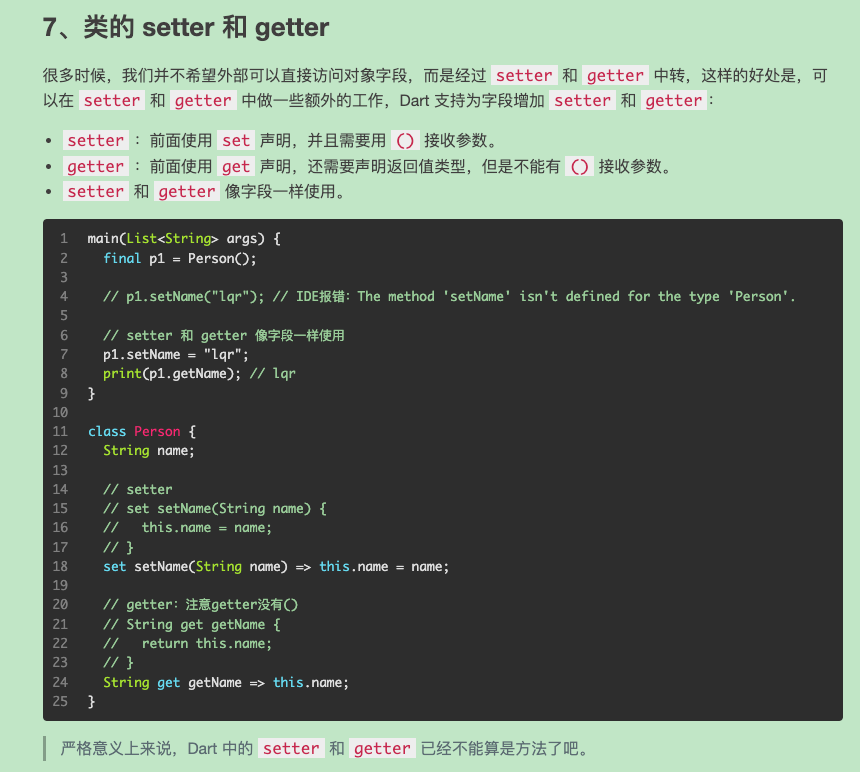 7、类的 setter 和 getter
很多时候，我们并不希望外部可以直接访问对象字段，而是经过 setter 和 getter 中转，这样的好处是，可
以在 setter 和 getter 中做一些额外的工作，Dart 支持为字段增加 setter 和 getter：
• setter ：前面使用 set 声明，并且需要用 () 接收参数。
• getter ：前面使用 get 声明，还需要声明返回值类型，但是不能有 () 接收参数。
• setter 和 getter 像字段一样使用。
1 main(List<String> args) {
2   final p1 = Person();
3
4   // p1.setName("lqr"); // IDE报错：The method 'setName' isn't defined for the type 'Person'.
5
6   // setter 和 getter 像字段一样使用
7   p1.setName = "lqr";
8   print(p1.getName); // lqr
9 }
10
11 class Person {
12   String name;
13
14   // setter
15   // set setName(String name) {
16   //   this.name = name;
17   // }
18   set setName(String name) => this.name = name;
19
20   // getter：注意getter没有()
21   // String get getName {
22   //   return this.name;
23   // }
24   String get getName => this.name;
25 }
严格意义上来说，Dart 中的 setter 和 getter 已经不能算是方法了吧。